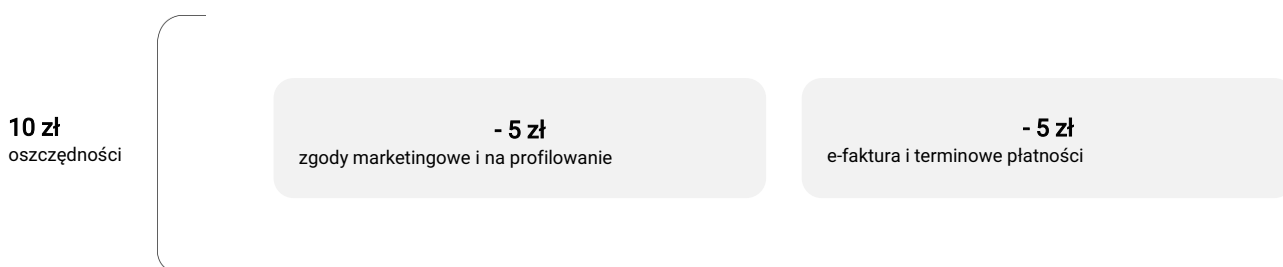 10 zł
oszczędności
- 5 zł
zgody marketingowe i na profilowanie
- 5 zł
e-faktura i terminowe płatności